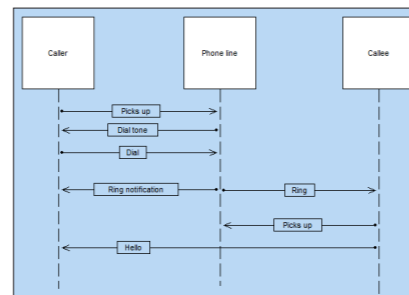 Caller
Phone line
Callee
Picks up
Dial tone
Dial
Ring notification
Ring
Picks up
Hello